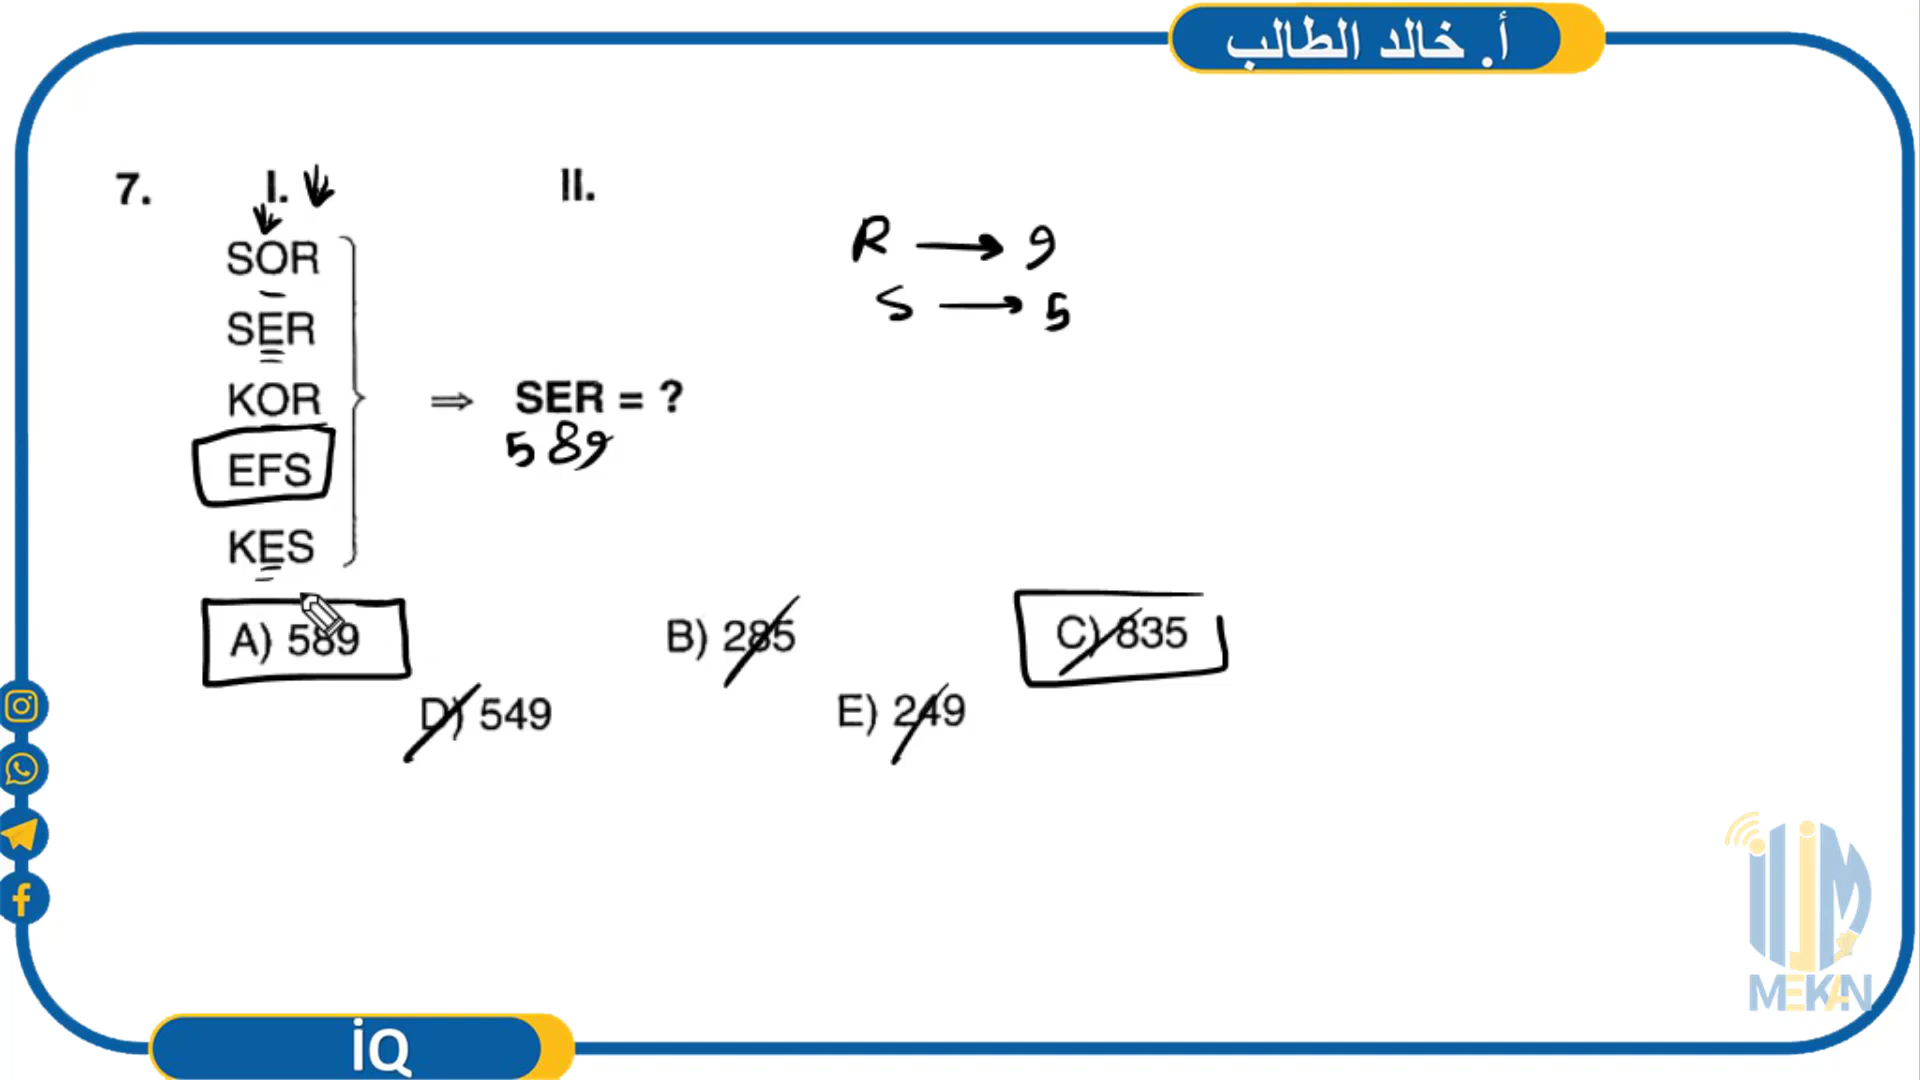 أ. خالد الطالب
7. I. II.
SOR
SER
KOR
EFS
KES
⇒ SER = ?
589
R → 9
S → 5
A) 589 B) 285 C) 835
D) 549 E) 249
MEKAN
İQ